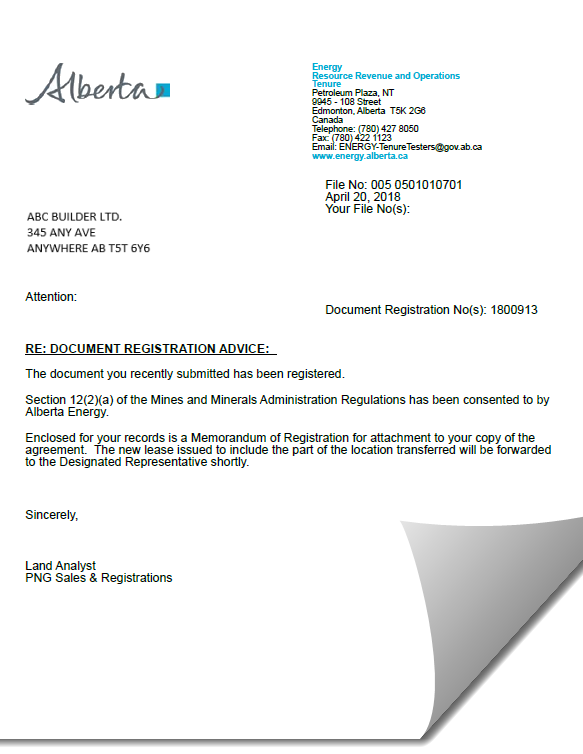 Alberta
Energy
Resource Revenue and Operations
Tenure
Petroleum Plaza, NT
9945 - 108 Street
Edmonton, Alberta  T5K 2G6
Canada
Telephone: (780) 427 8050
Fax: (780) 422 1123
Email: ENERGY-TenureTesters@gov.ab.ca
www.energy.alberta.ca
File No: 005 0501010701
April 20, 2018
Your File No(s):
ABC BUILDER LTD.
345 ANY AVE
ANYWHERE AB T5T 6Y6
Attention:
Document Registration No(s): 1800913
RE: DOCUMENT REGISTRATION ADVICE:
The document you recently submitted has been registered.
Section 12(2)(a) of the Mines and Minerals Administration Regulations has been consented to by
Alberta Energy.
Enclosed for your records is a Memorandum of Registration for attachment to your copy of the
agreement.  The new lease issued to include the part of the location transferred will be forwarded
to the Designated Representative shortly.
Sincerely,
Land Analyst
PNG Sales & Registrations